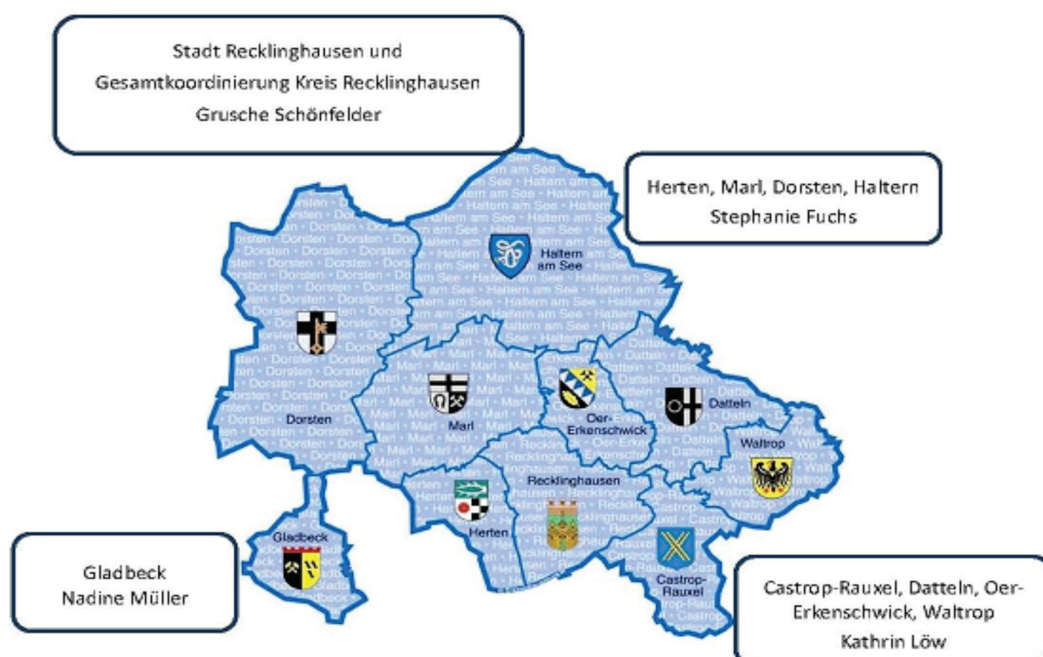 Stadt Recklinghausen und
Gesamtkoordinierung Kreis Recklinghausen
Grusche Schönfelder
Herten, Marl, Dorsten, Haltern
Stephanie Fuchs
Haltern
am See
Dorsten
Marl
Oer-
Erkenschwick
Datteln
Waltrop
Recklinghausen
Herten
Gladbeck
Castrop-
Rauxel
Gladbeck
Nadine Müller
Castrop-Rauxel, Datteln, Oer-
Erkenschwick, Waltrop
Kathrin Löw